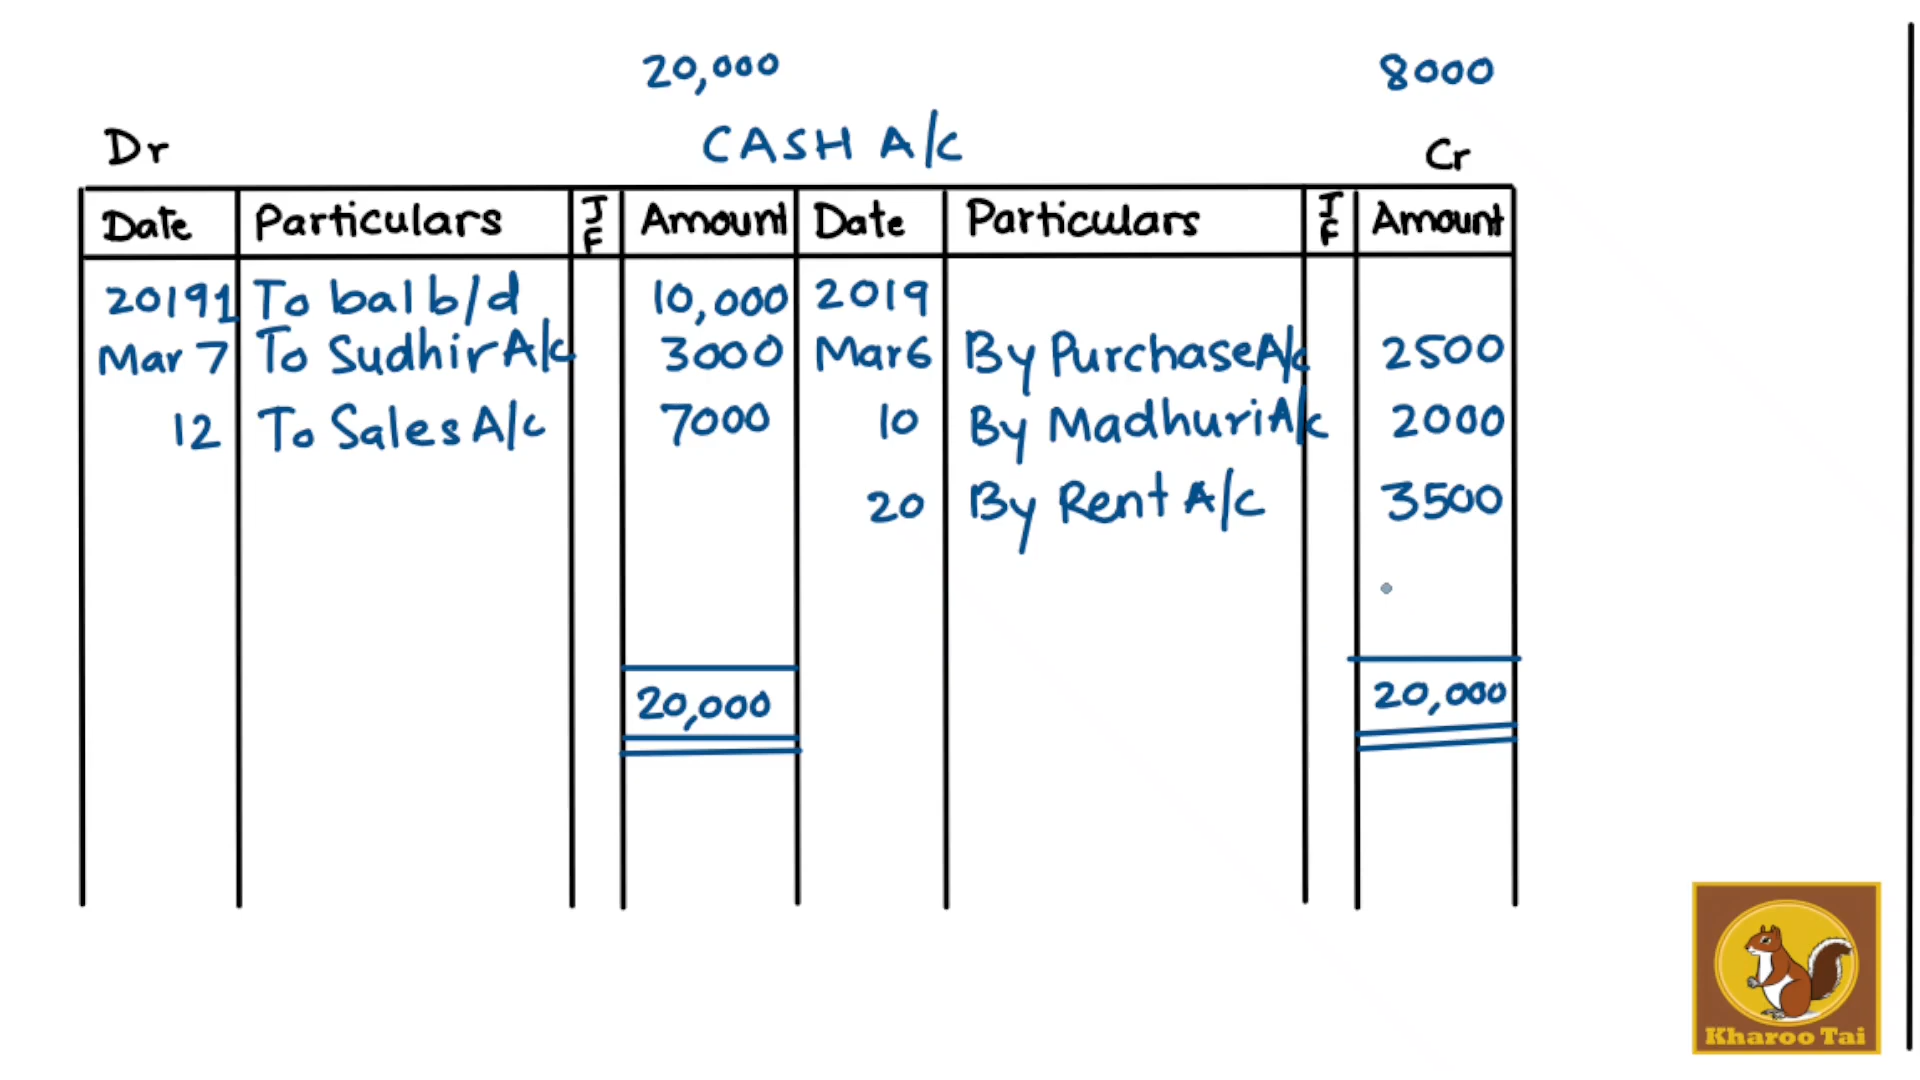 20,000 8000
Dr CASH A/c Cr
Date Particulars JF Amount Date Particulars JF Amount
20191 To bal b/d 10,000 2019
Mar 7 To Sudhir A/c 3000 Mar 6 By Purchase A/c 2500
12 To Sales A/c 7000 10 By Madhuri A/c 2000
20 By Rent A/c 3500
20,000 20,000
Kharoo Tai